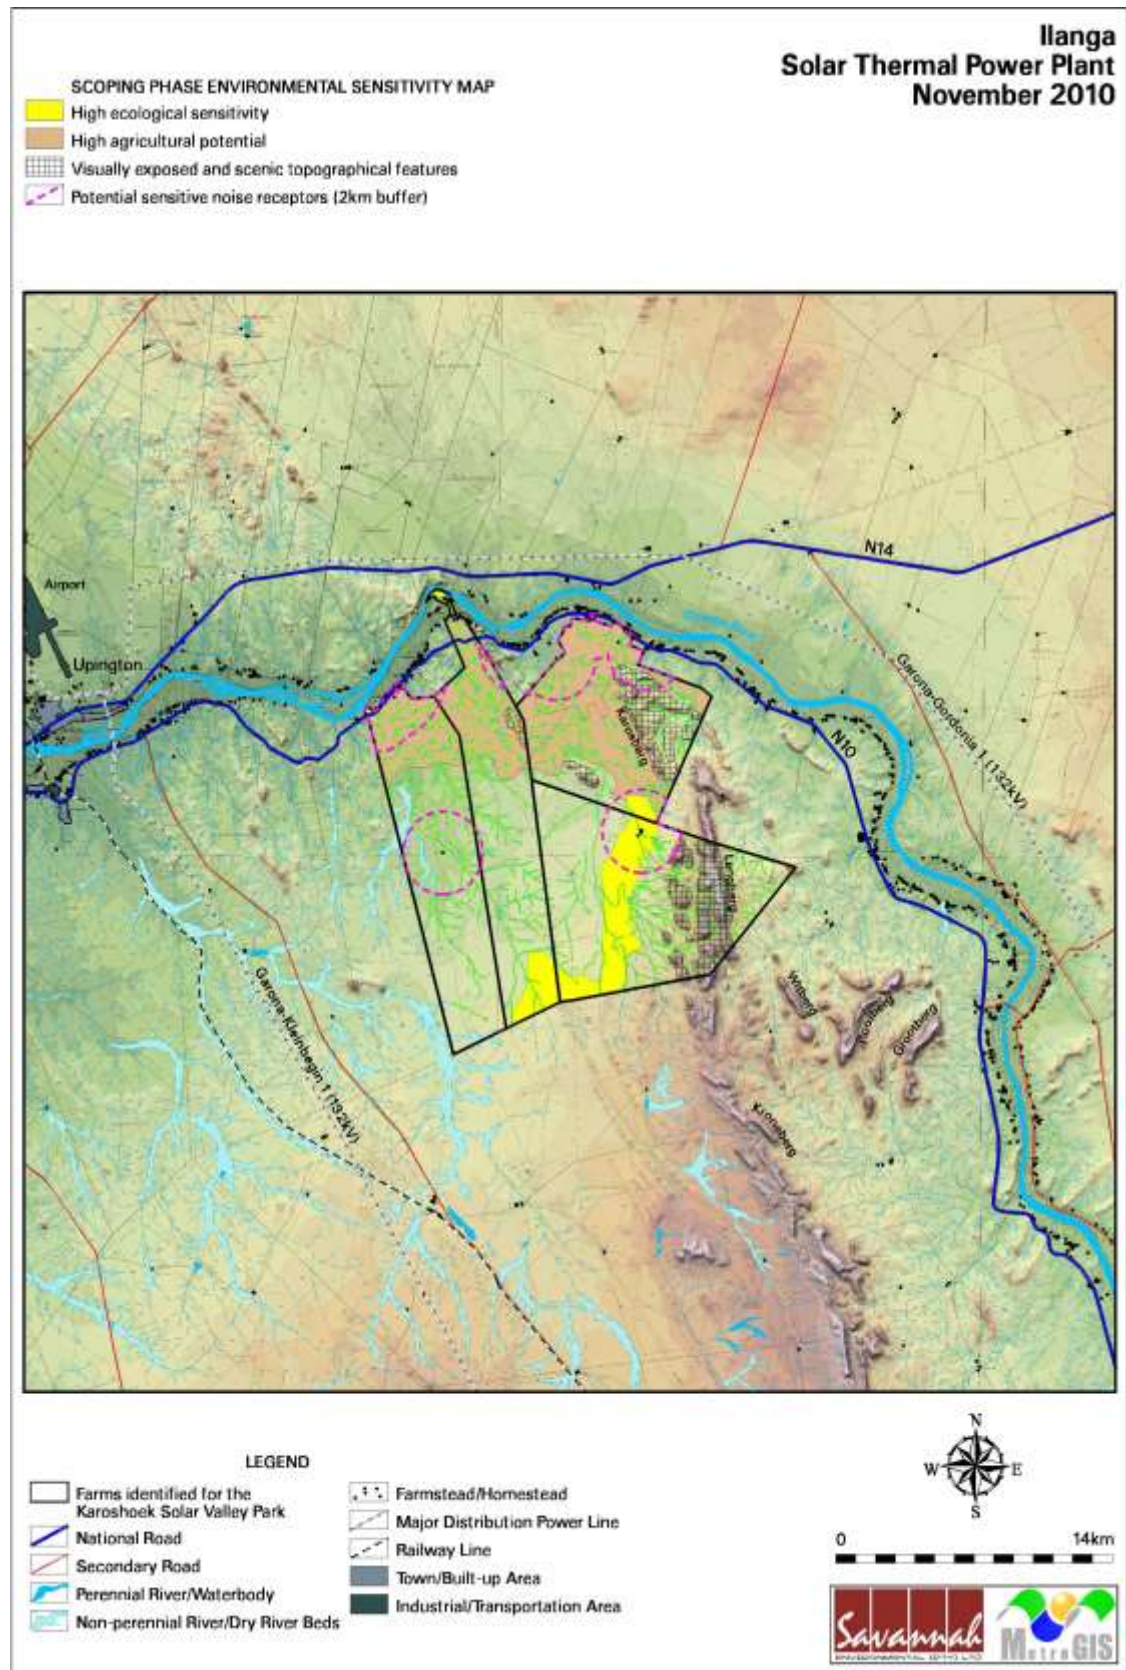 Ilanga
Solar Thermal Power Plant
November 2010
SCOPING PHASE ENVIRONMENTAL SENSITIVITY MAP
High ecological sensitivity
High agricultural potential
Visually exposed and scenic topographical features
Potential sensitive noise receptors (2km buffer)
N14
Airport
Upington
Garona-Gordonia 1 (132kV)
Karosberg
N10
Garona-Kleinbegin 1 (132kV)
Witberg
Grootberg
Kronsberg
LEGEND
Farms identified for the
Karoshoek Solar Valley Park
National Road
Secondary Road
Perennial River/Waterbody
Non-perennial River/Dry River Beds
Farmstead/Homestead
Major Distribution Power Line
Railway Line
Town/Built-up Area
Industrial/Transportation Area
N
W
E
S
0
14km
Savannah
ENVIRONMENTAL (PTY) LTD
MetroGIS